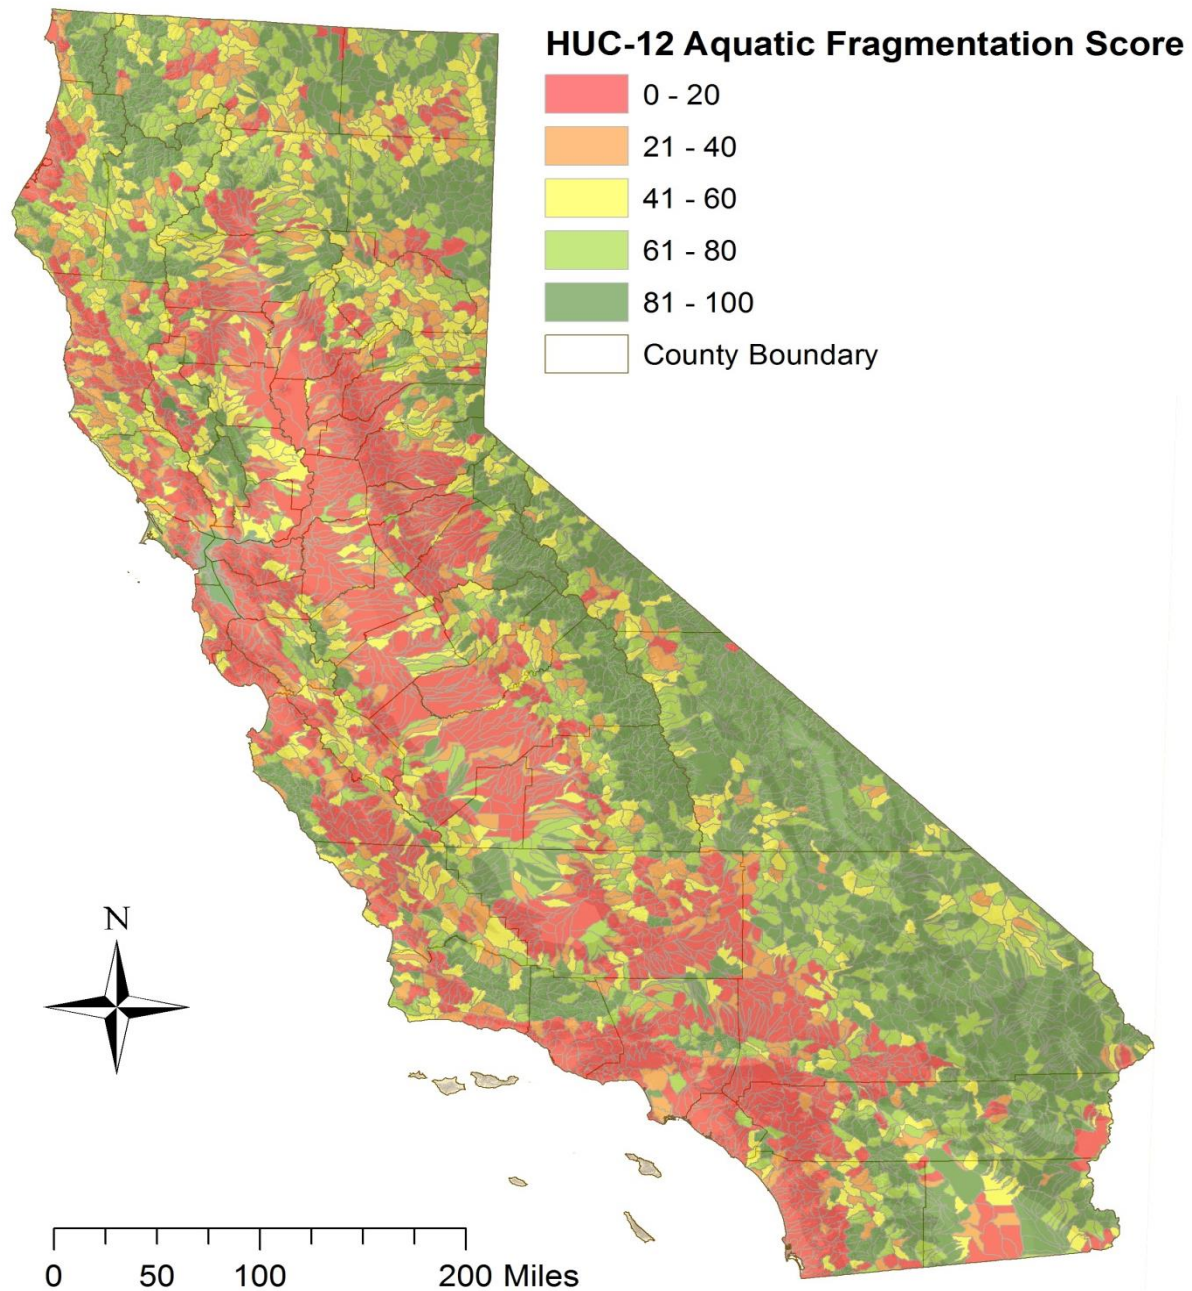 HUC-12 Aquatic Fragmentation Score
0 - 20
21 - 40
41 - 60
61 - 80
81 - 100
County Boundary
N
0 50 100 200 Miles